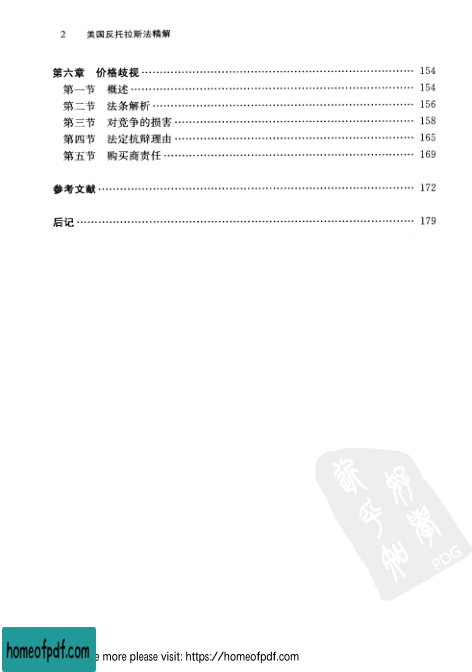 2 美国反托拉斯法精解
第六章 价格歧视 154
第一节 概述 154
第二节 法条解析 156
第三节 对竞争的损害 158
第四节 法定抗辩理由 165
第五节 购买商责任 169
参考文献 172
后记 179
PDG
homeofpdf.com
e more please visit: https://homeofpdf.com